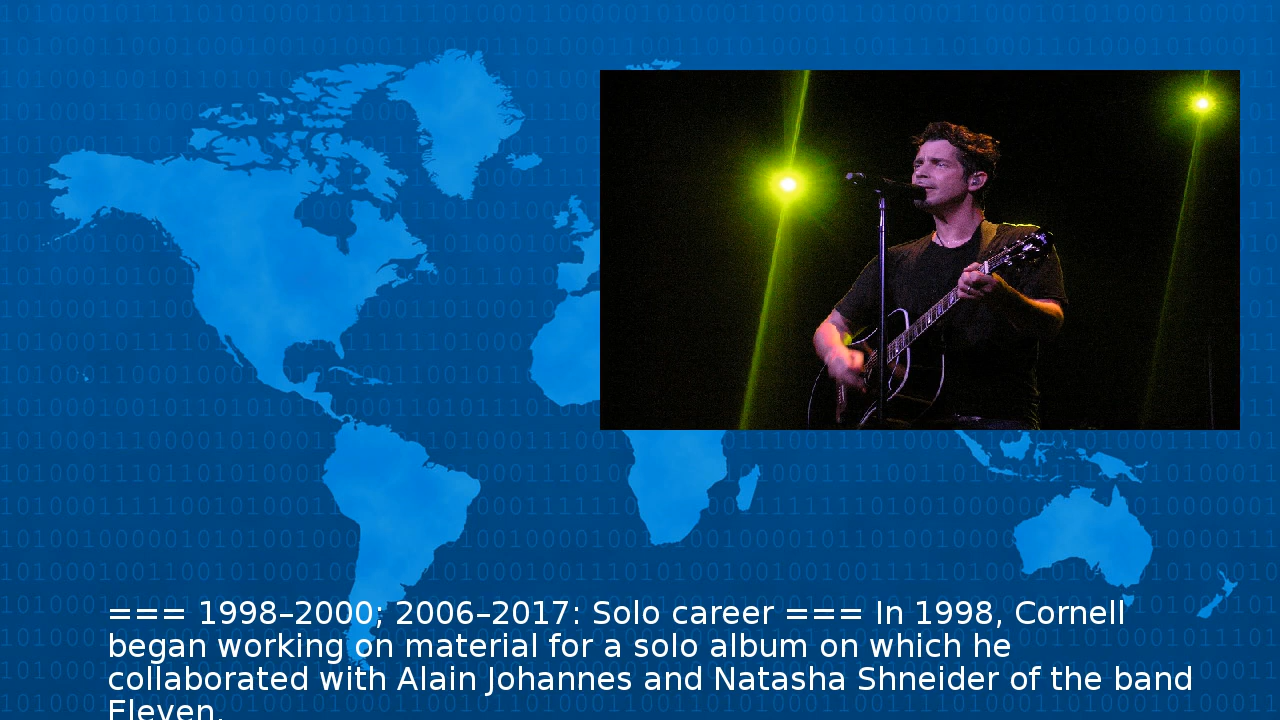 === 1998–2000; 2006–2017: Solo career === In 1998, Cornell
began working on material for a solo album on which he
collaborated with Alain Johannes and Natasha Shneider of the band
Eleven.